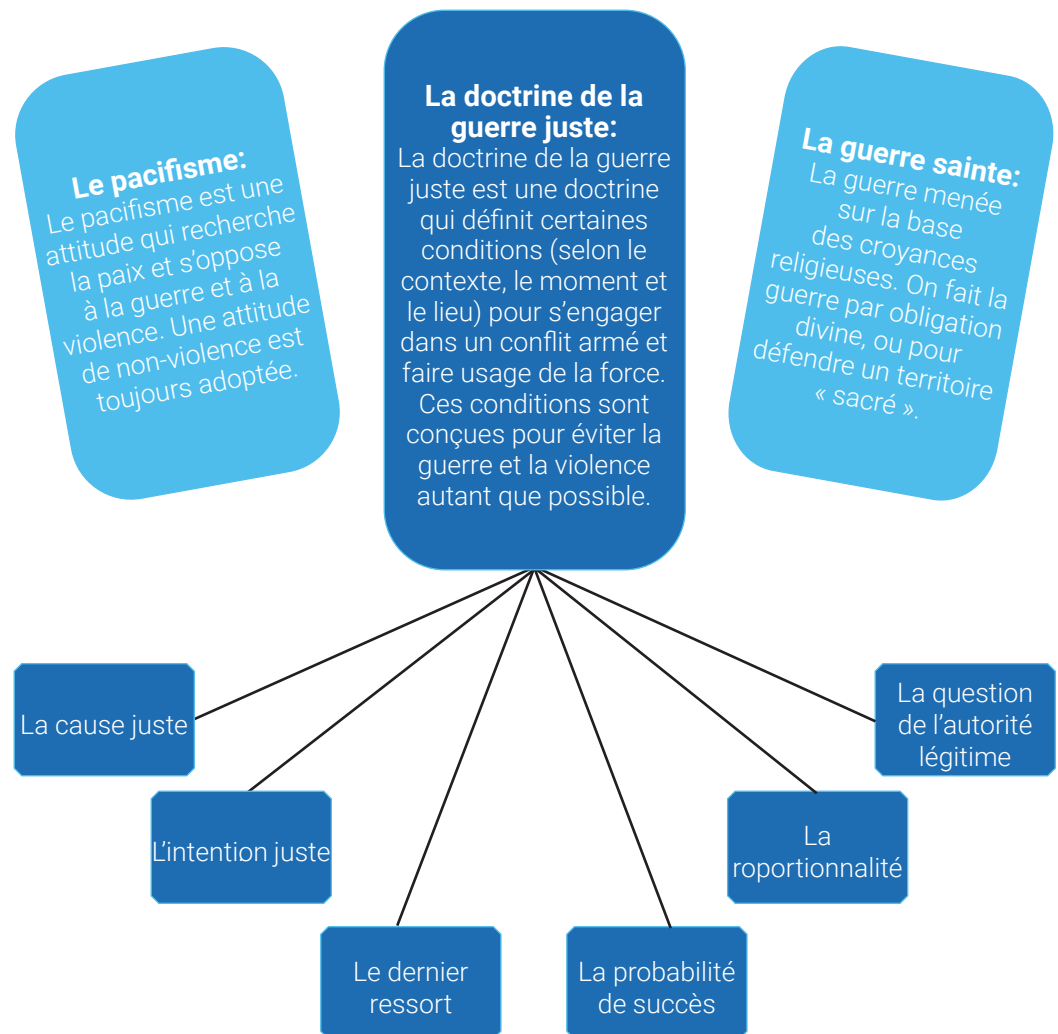 Le pacifisme:
Le pacifisme est une
attitude qui recherche
la paix et s'oppose
à la guerre et à la
violence. Une attitude
de non-violence est
toujours adoptée.
La doctrine de la
guerre juste:
La doctrine de la guerre
juste est une doctrine
qui définit certaines
conditions (selon le
contexte, le moment et
le lieu) pour s’engager
dans un conflit armé et
faire usage de la force.
Ces conditions sont
conçues pour éviter la
guerre et la violence
autant que possible.
La guerre sainte:
La guerre menée
sur la base
des croyances
religieuses. On fait la
guerre par obligation
divine, ou pour
défendre un territoire
« sacré ».
La cause juste
L’intention juste
Le dernier
ressort
La probabilité
de succès
La
roportionnalité
La question
de l’autorité
légitime